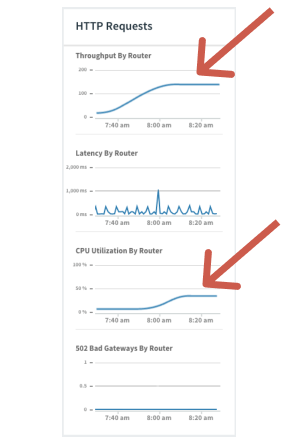 HTTP Requests
Throughput By Router
200
100
0
7:40 am 8:00 am 8:20 am
Latency By Router
2,000 ms
1,000 ms
0 ms
7:40 am 8:00 am 8:20 am
CPU Utilization By Router
100 %
50 %
0 %
7:40 am 8:00 am 8:20 am
502 Bad Gateways By Router
1
0.5
0
7:40 am 8:00 am 8:20 am